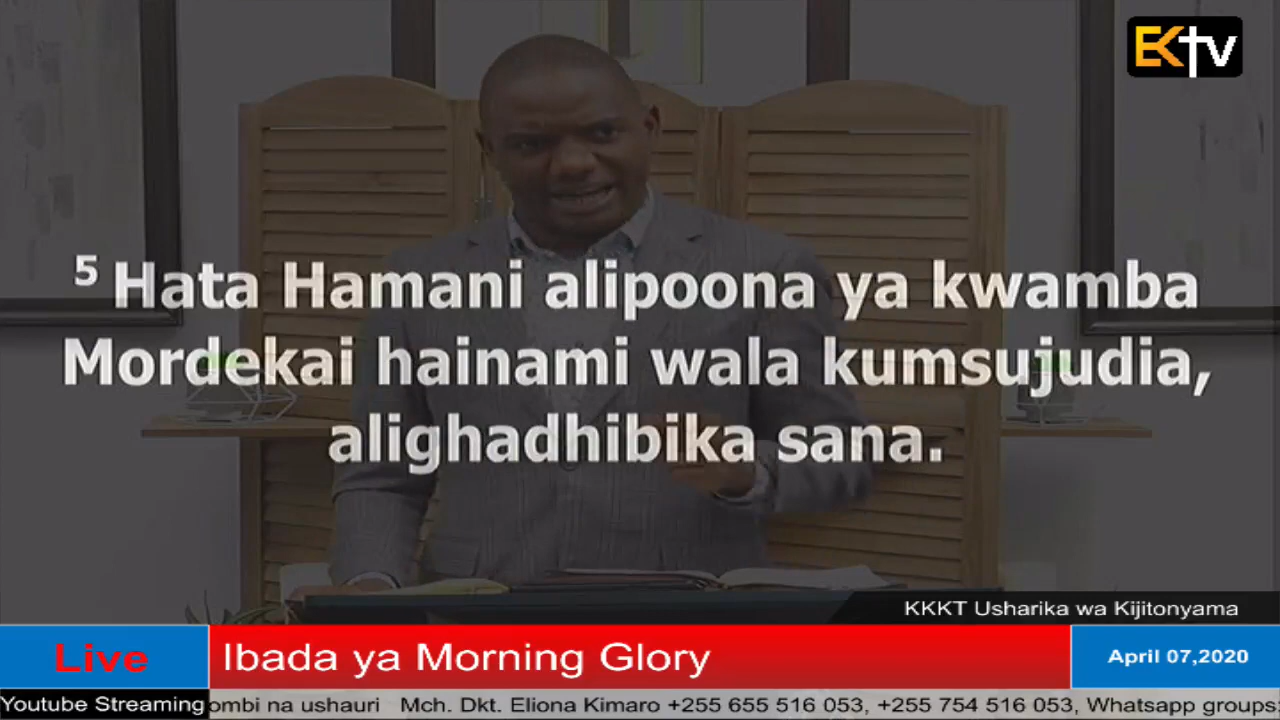 EKTV
5 Hata Hamani alipoona ya kwamba
Mordekai hainami wala kumsujudia,
alighadhibika sana.
KKKT Usharika wa Kijitonyama
Live
Ibada ya Morning Glory
April 07,2020
Youtube Streaming
ombi na ushauri Mch. Dkt. Eliona Kimaro +255 655 516 053, +255 754 516 053, Whatsapp groups: